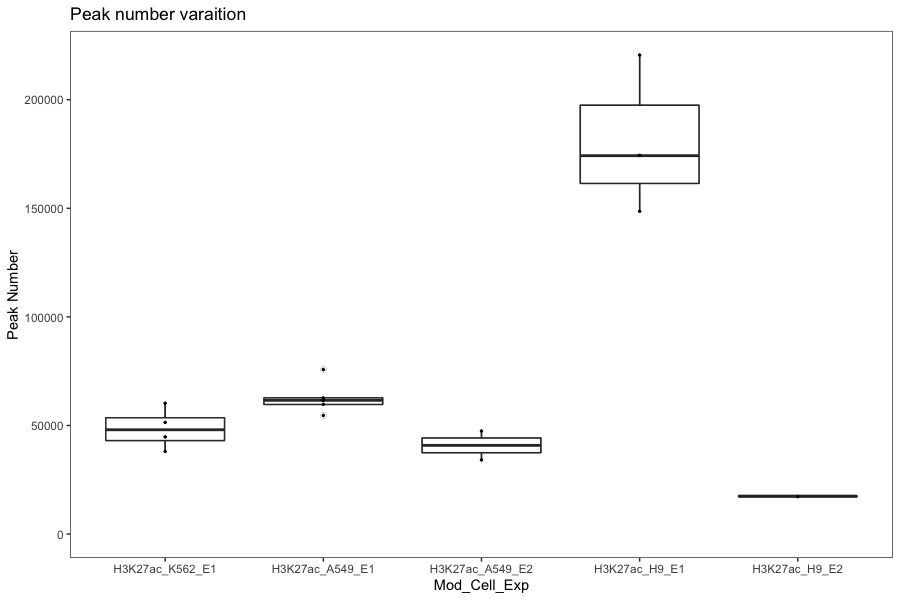 Peak number varaition
Peak Number
200000
150000
100000
50000
0
H3K27ac_K562_E1 H3K27ac_A549_E1 H3K27ac_A549_E2 H3K27ac_H9_E1 H3K27ac_H9_E2
Mod_Cell_Exp